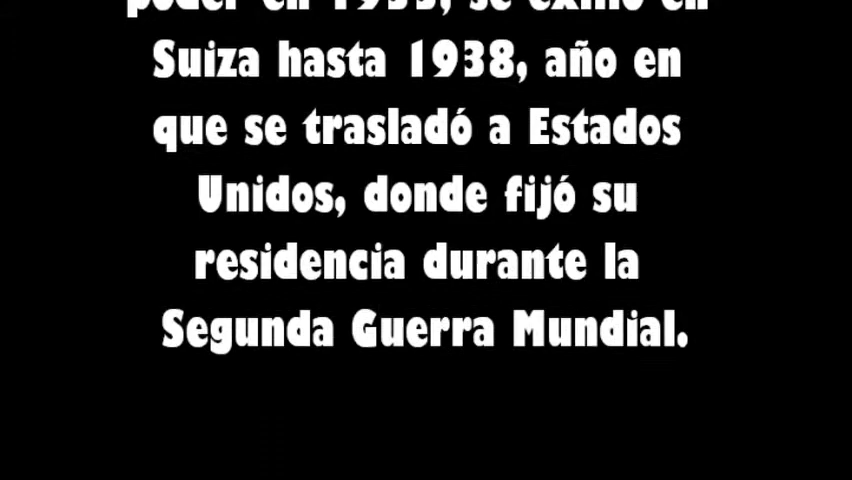 poder en 1933, se exilió en
Suiza hasta 1938, año en
que se trasladó a Estados
Unidos, donde fijó su
residencia durante la
Segunda Guerra Mundial.